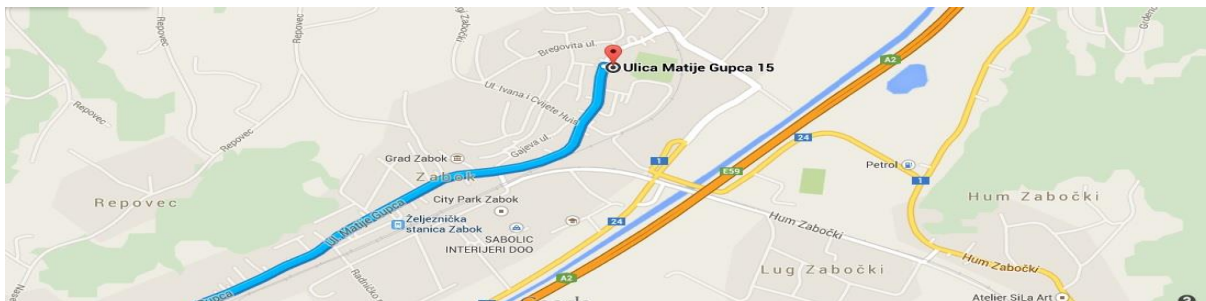 Repovec
Repovec
Bregovita ul.
Ulica Matije Gupca 15
A2
Ul. Ivana i Cvijete Huis
Repovec
Gajeva ul.
24
Grad Zabok
1
Petrol
Zabok
E59
1
Repovec
City Park Zabok
Hum Zabočki
Ul. Matije Gupca
Željeznička
stanica Zabok
24
Hum Zabočki
SABOLIC
INTERIJERI DOO
Lug Zabočki
Hum Zabočki
A2
Atelier SiLa Art
24